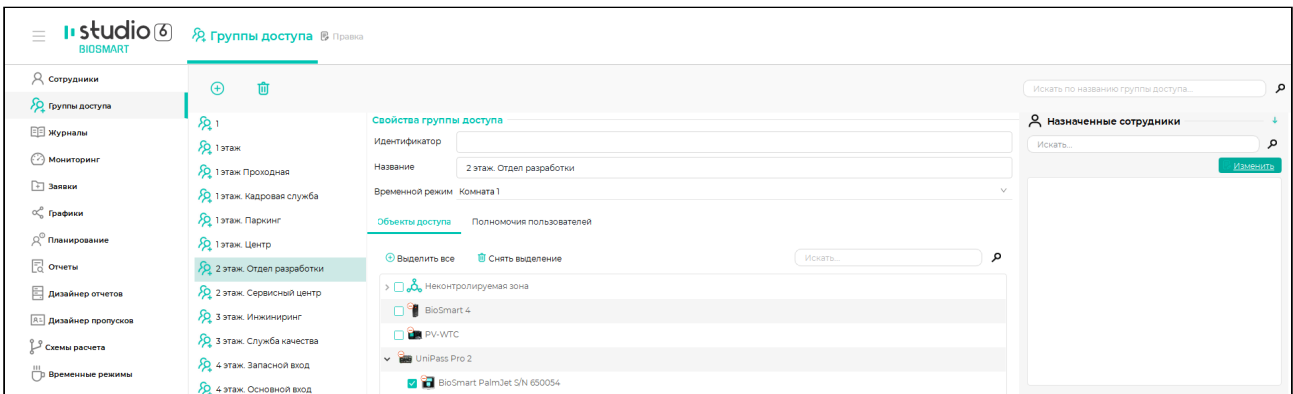 studio 6
BIOSMART
Группы доступа Правка
Сотрудники
Группы доступа
Журналы
Мониторинг
Заявки
Графики
Планирование
Отчеты
Дизайнер отчетов
Дизайнер пропусков
Схемы расчета
Временные режимы
Искать по названию группы доступа...
1
1 этаж
1 этаж Проходная
1 этаж. Кадровая служба
1 этаж. Паркинг
1 этаж. Центр
2 этаж. Отдел разработки
2 этаж. Сервисный центр
3 этаж. Инжиниринг
3 этаж. Служба качества
4 этаж. Запасной вход
4 этаж. Основной вход
Свойства группы доступа
Идентификатор
Название 2 этаж. Отдел разработки
Временной режим Комната 1
Объекты доступа Полномочия пользователей
Выделить все Снять выделение Искать...
Неконтролируемая зона
BioSmart 4
PV-WTC
UniPass Pro 2
BioSmart PalmJet S/N 650054
Назначенные сотрудники
Искать...
Изменить